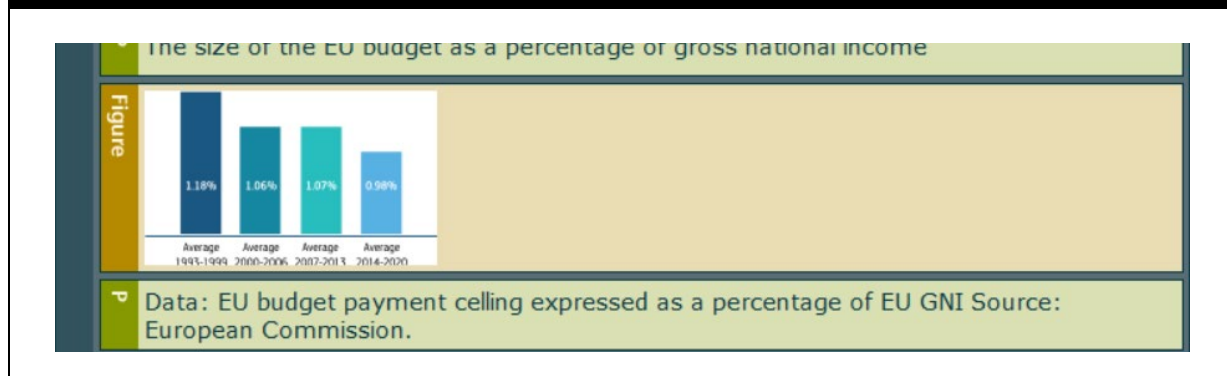 The size of the EU budget as a percentage of gross national income
Figure
1.18% 1.06% 1.07% 0.98%
Average Average Average Average
1993-1999 2000-2006 2007-2013 2014-2020
P
Data: EU budget payment celling expressed as a percentage of EU GNI Source:
European Commission.